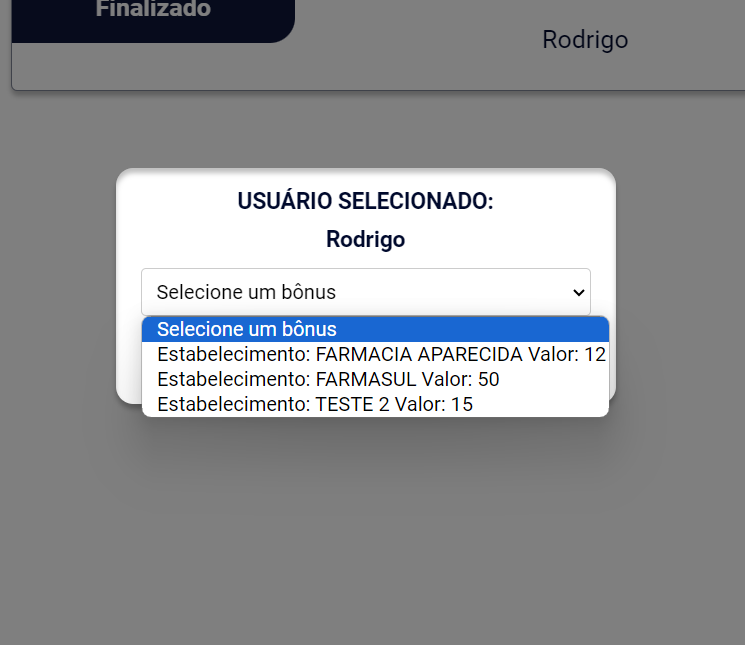 Finalizado
Rodrigo
USUÁRIO SELECIONADO:
Rodrigo
Selecione um bônus
Selecione um bônus
Estabelecimento: FARMACIA APARECIDA Valor: 12
Estabelecimento: FARMASUL Valor: 50
Estabelecimento: TESTE 2 Valor: 15